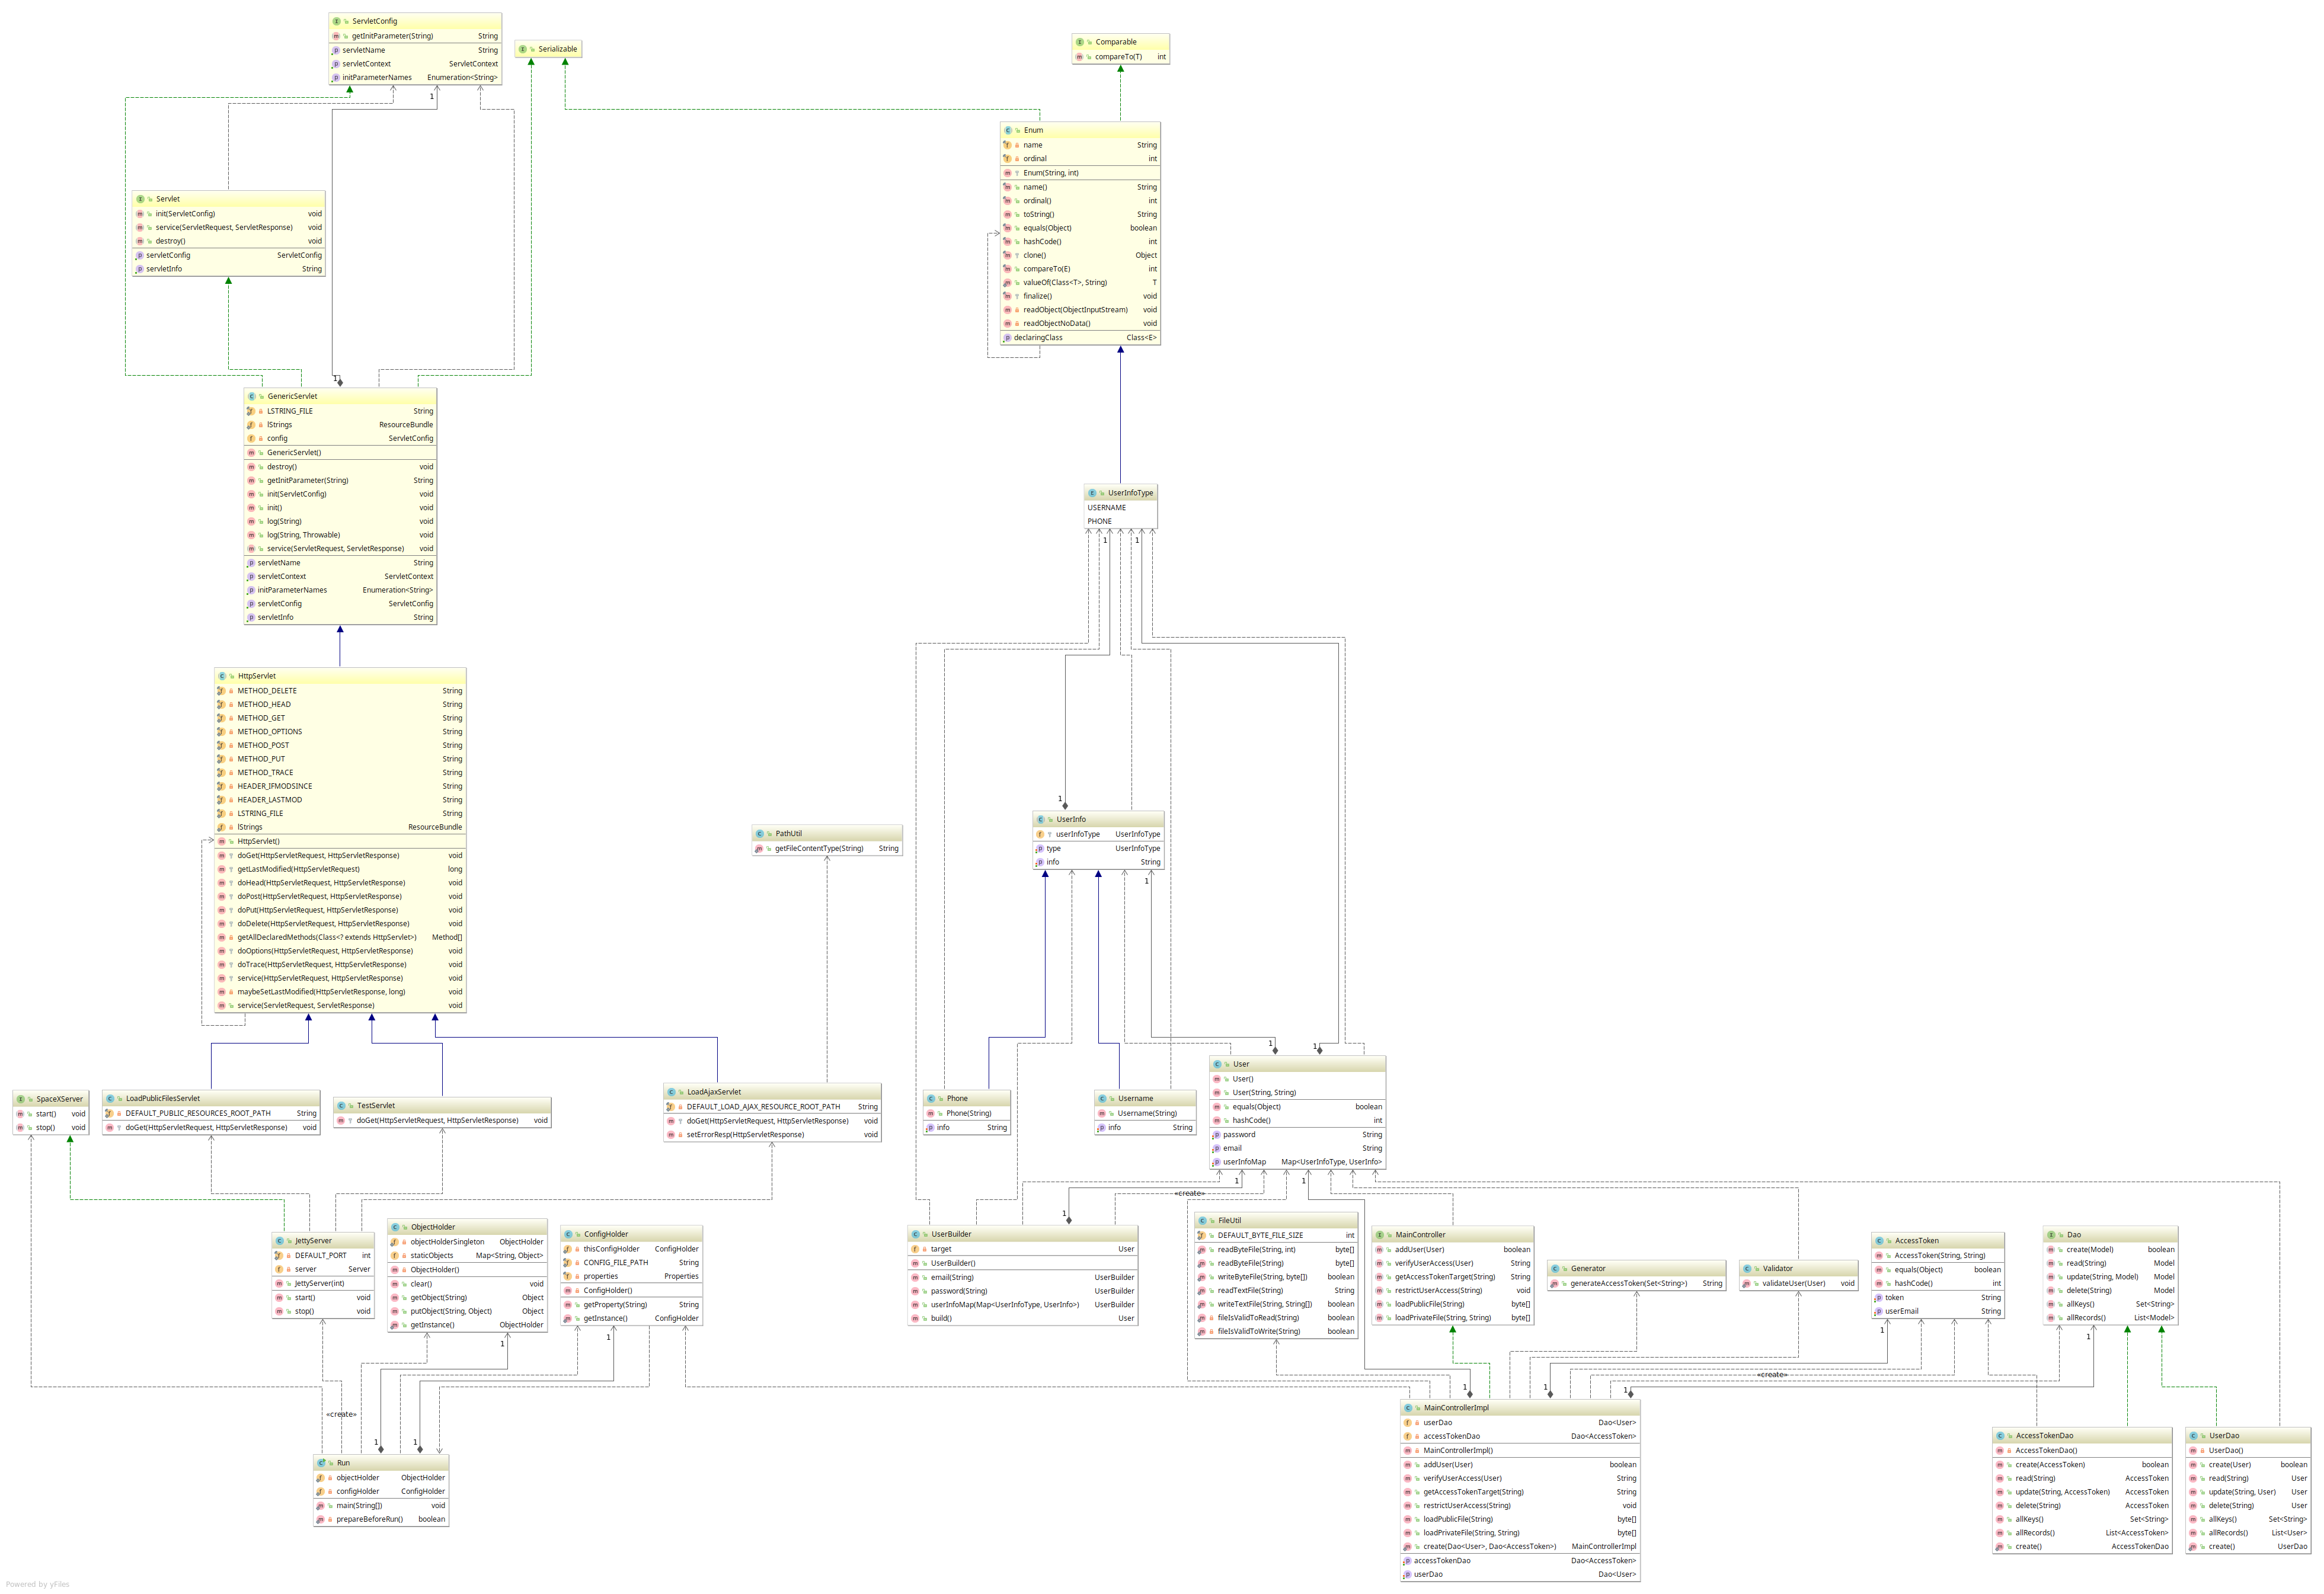 ServletConfig
getInitParameter(String) String
servletName String
servletContext ServletContext
initParameterNames Enumeration<String>
Serializable
Comparable
compareTo(T) int
1
Enum
name String
ordinal int
Enum(String, int)
name() String
ordinal() int
toString() String
equals(Object) boolean
hashCode() int
clone() Object
compareTo(E) int
valueOf(Class<T>, String) T
finalize() void
readObject(ObjectInputStream) void
readObjectNoData() void
declaringClass Class<E>
Servlet
init(ServletConfig) void
service(ServletRequest, ServletResponse) void
destroy() void
servletConfig ServletConfig
servletInfo String
1
GenericServlet
LSTRING_FILE String
lStrings ResourceBundle
config ServletConfig
GenericServlet()
destroy() void
getInitParameter(String) String
init(ServletConfig) void
init() void
log(String) void
log(String, Throwable) void
service(ServletRequest, ServletResponse) void
servletName String
servletContext ServletContext
initParameterNames Enumeration<String>
servletConfig ServletConfig
servletInfo String
UserInfoType
USERNAME
PHONE
1
1
HttpServlet
METHOD_DELETE String
METHOD_HEAD String
METHOD_GET String
METHOD_OPTIONS String
METHOD_POST String
METHOD_PUT String
METHOD_TRACE String
HEADER_IFMODSINCE String
HEADER_LASTMOD String
LSTRING_FILE String
lStrings ResourceBundle
HttpServlet()
doGet(HttpServletRequest, HttpServletResponse) void
getLastModified(HttpServletRequest) long
doHead(HttpServletRequest, HttpServletResponse) void
doPost(HttpServletRequest, HttpServletResponse) void
doPut(HttpServletRequest, HttpServletResponse) void
doDelete(HttpServletRequest, HttpServletResponse) void
getAllDeclaredMethods(Class<? extends HttpServlet>) Method[]
doOptions(HttpServletRequest, HttpServletResponse) void
doTrace(HttpServletRequest, HttpServletResponse) void
service(HttpServletRequest, HttpServletResponse) void
maybeSetLastModified(HttpServletResponse, long) void
service(ServletRequest, ServletResponse) void
PathUtil
getFileContentType(String) String
1
UserInfo
userInfoType UserInfoType
type UserInfoType
info String
1
1
1
SpaceXServer
start() void
stop() void
LoadPublicFilesServlet
DEFAULT_PUBLIC_RESOURCES_ROOT_PATH String
doGet(HttpServletRequest, HttpServletResponse) void
TestServlet
doGet(HttpServletRequest, HttpServletResponse) void
LoadAjaxServlet
DEFAULT_LOAD_AJAX_RESOURCE_ROOT_PATH String
doGet(HttpServletRequest, HttpServletResponse) void
setErrorResp(HttpServletResponse) void
Phone
Phone(String)
info String
Username
Username(String)
info String
User
User()
User(String, String)
equals(Object) boolean
hashCode() int
password String
email String
userInfoMap Map<UserInfoType, UserInfo>
1
1
«create»
1
JettyServer
DEFAULT_PORT int
server Server
JettyServer(int)
start() void
stop() void
ObjectHolder
objectHolderSingleton ObjectHolder
staticObjects Map<String, Object>
ObjectHolder()
clear() void
getObject(String) Object
putObject(String, Object) Object
getInstance() ObjectHolder
ConfigHolder
thisConfigHolder ConfigHolder
CONFIG_FILE_PATH String
properties Properties
ConfigHolder()
getProperty(String) String
getInstance() ConfigHolder
UserBuilder
target User
UserBuilder()
email(String) UserBuilder
password(String) UserBuilder
userInfoMap(Map<UserInfoType, UserInfo>) UserBuilder
build() User
FileUtil
DEFAULT_BYTE_FILE_SIZE int
readByteFile(String, int) byte[]
readByteFile(String) byte[]
writeByteFile(String, byte[]) boolean
readTextFile(String) String
writeTextFile(String, String[]) boolean
fileIsValidToRead(String) boolean
fileIsValidToWrite(String) boolean
MainController
addUser(User) boolean
verifyUserAccess(User) String
getAccessTokenTarget(String) String
restrictUserAccess(String) void
loadPublicFile(String) byte[]
loadPrivateFile(String, String) byte[]
Generator
generateAccessToken(Set<String>) String
Validator
validateUser(User) void
AccessToken
AccessToken(String, String)
equals(Object) boolean
hashCode() int
token String
userEmail String
Dao
create(Model) boolean
read(String) Model
update(String, Model) Model
delete(String) Model
allKeys() Set<String>
allRecords() List<Model>
1
1
1
1
«create»
1
1
1
«create»
1
1
Run
objectHolder ObjectHolder
configHolder ConfigHolder
main(String[]) void
prepareBeforeRun() boolean
MainControllerImpl
userDao Dao<User>
accessTokenDao Dao<AccessToken>
MainControllerImpl()
addUser(User) boolean
verifyUserAccess(User) String
getAccessTokenTarget(String) String
restrictUserAccess(String) void
loadPublicFile(String) byte[]
loadPrivateFile(String, String) byte[]
create(Dao<User>, Dao<AccessToken>) MainControllerImpl
accessTokenDao Dao<AccessToken>
userDao Dao<User>
AccessTokenDao
AccessTokenDao()
create(AccessToken) boolean
read(String) AccessToken
update(String, AccessToken) AccessToken
delete(String) AccessToken
allKeys() Set<String>
allRecords() List<AccessToken>
create() AccessTokenDao
UserDao
UserDao()
create(User) boolean
read(String) User
update(String, User) User
delete(String) User
allKeys() Set<String>
allRecords() List<User>
create() UserDao
Powered by yFiles